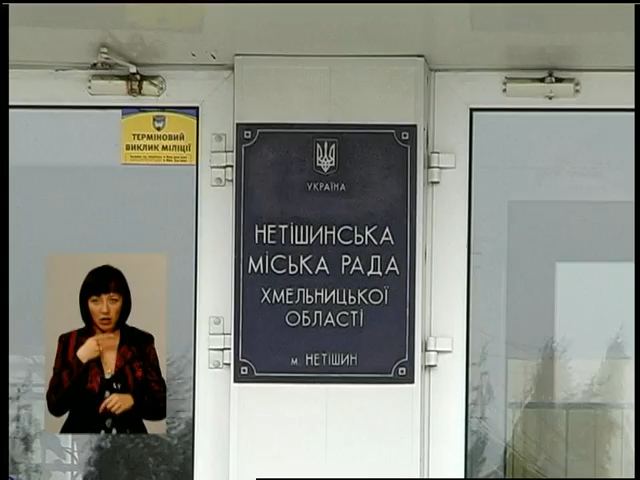 ТЕРМІНОВИЙ
ВИКЛИК МІЛІЦІЇ
УКРАЇНА
НЕТІШИНСЬКА
МІСЬКА РАДА
ХМЕЛЬНИЦЬКОЇ
ОБЛАСТІ
м. НЕТІШИН